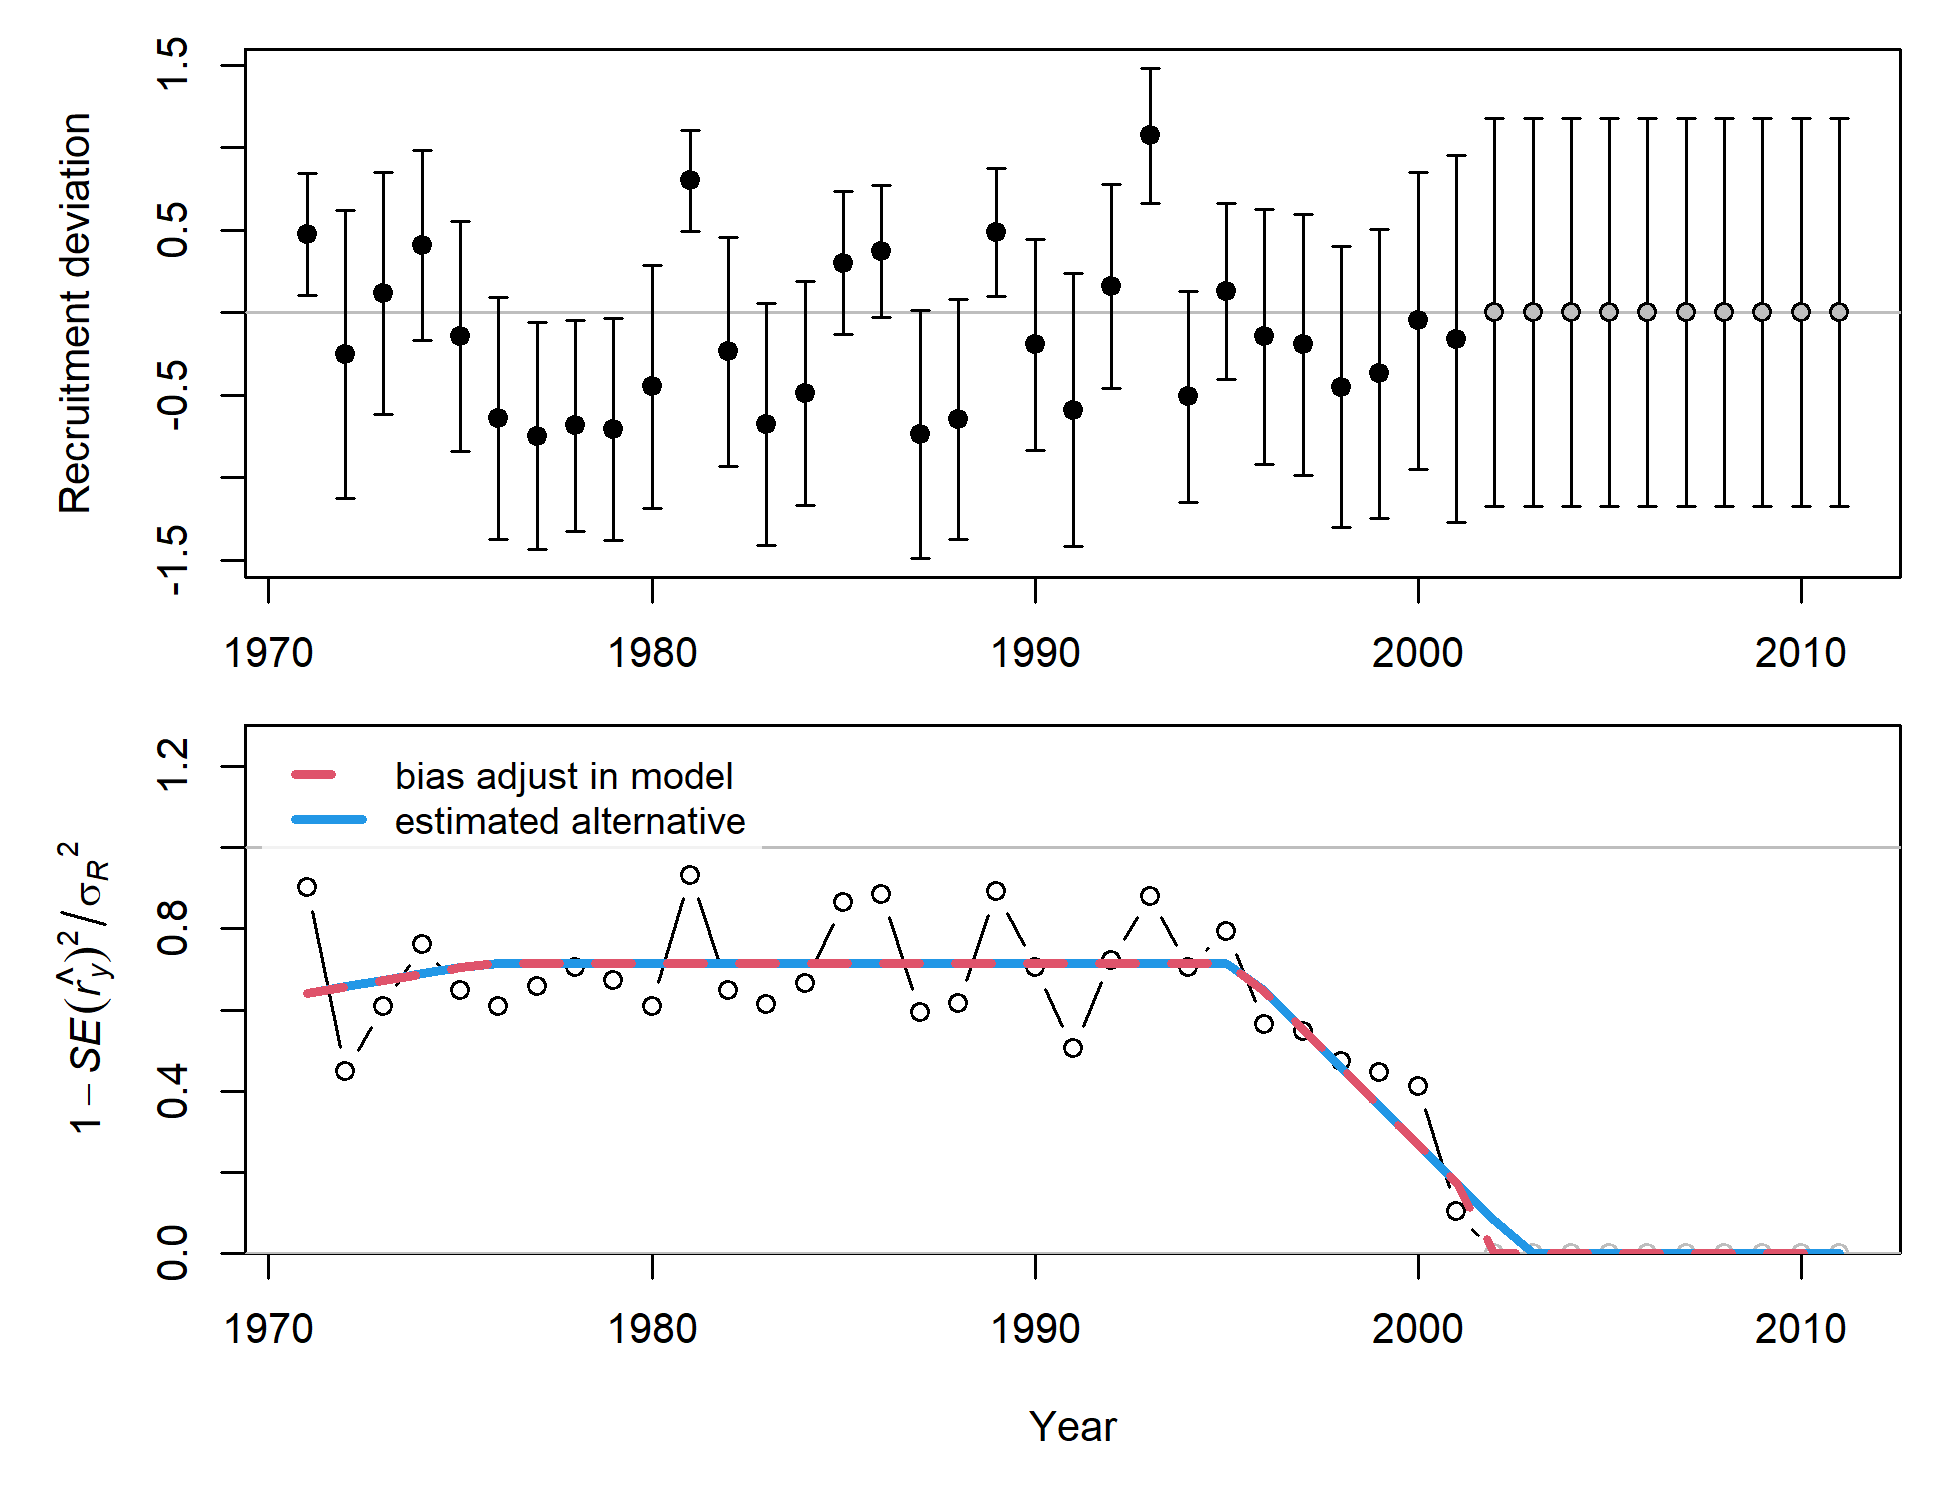 Recruitment deviation
1.5
0.5
-0.5
-1.5
1970 1980 1990 2000 2010
bias adjust in model
estimated alternative
1 − SE(r̂y)² / σR²
1.2
0.8
0.4
0.0
1970 1980 1990 2000 2010
Year